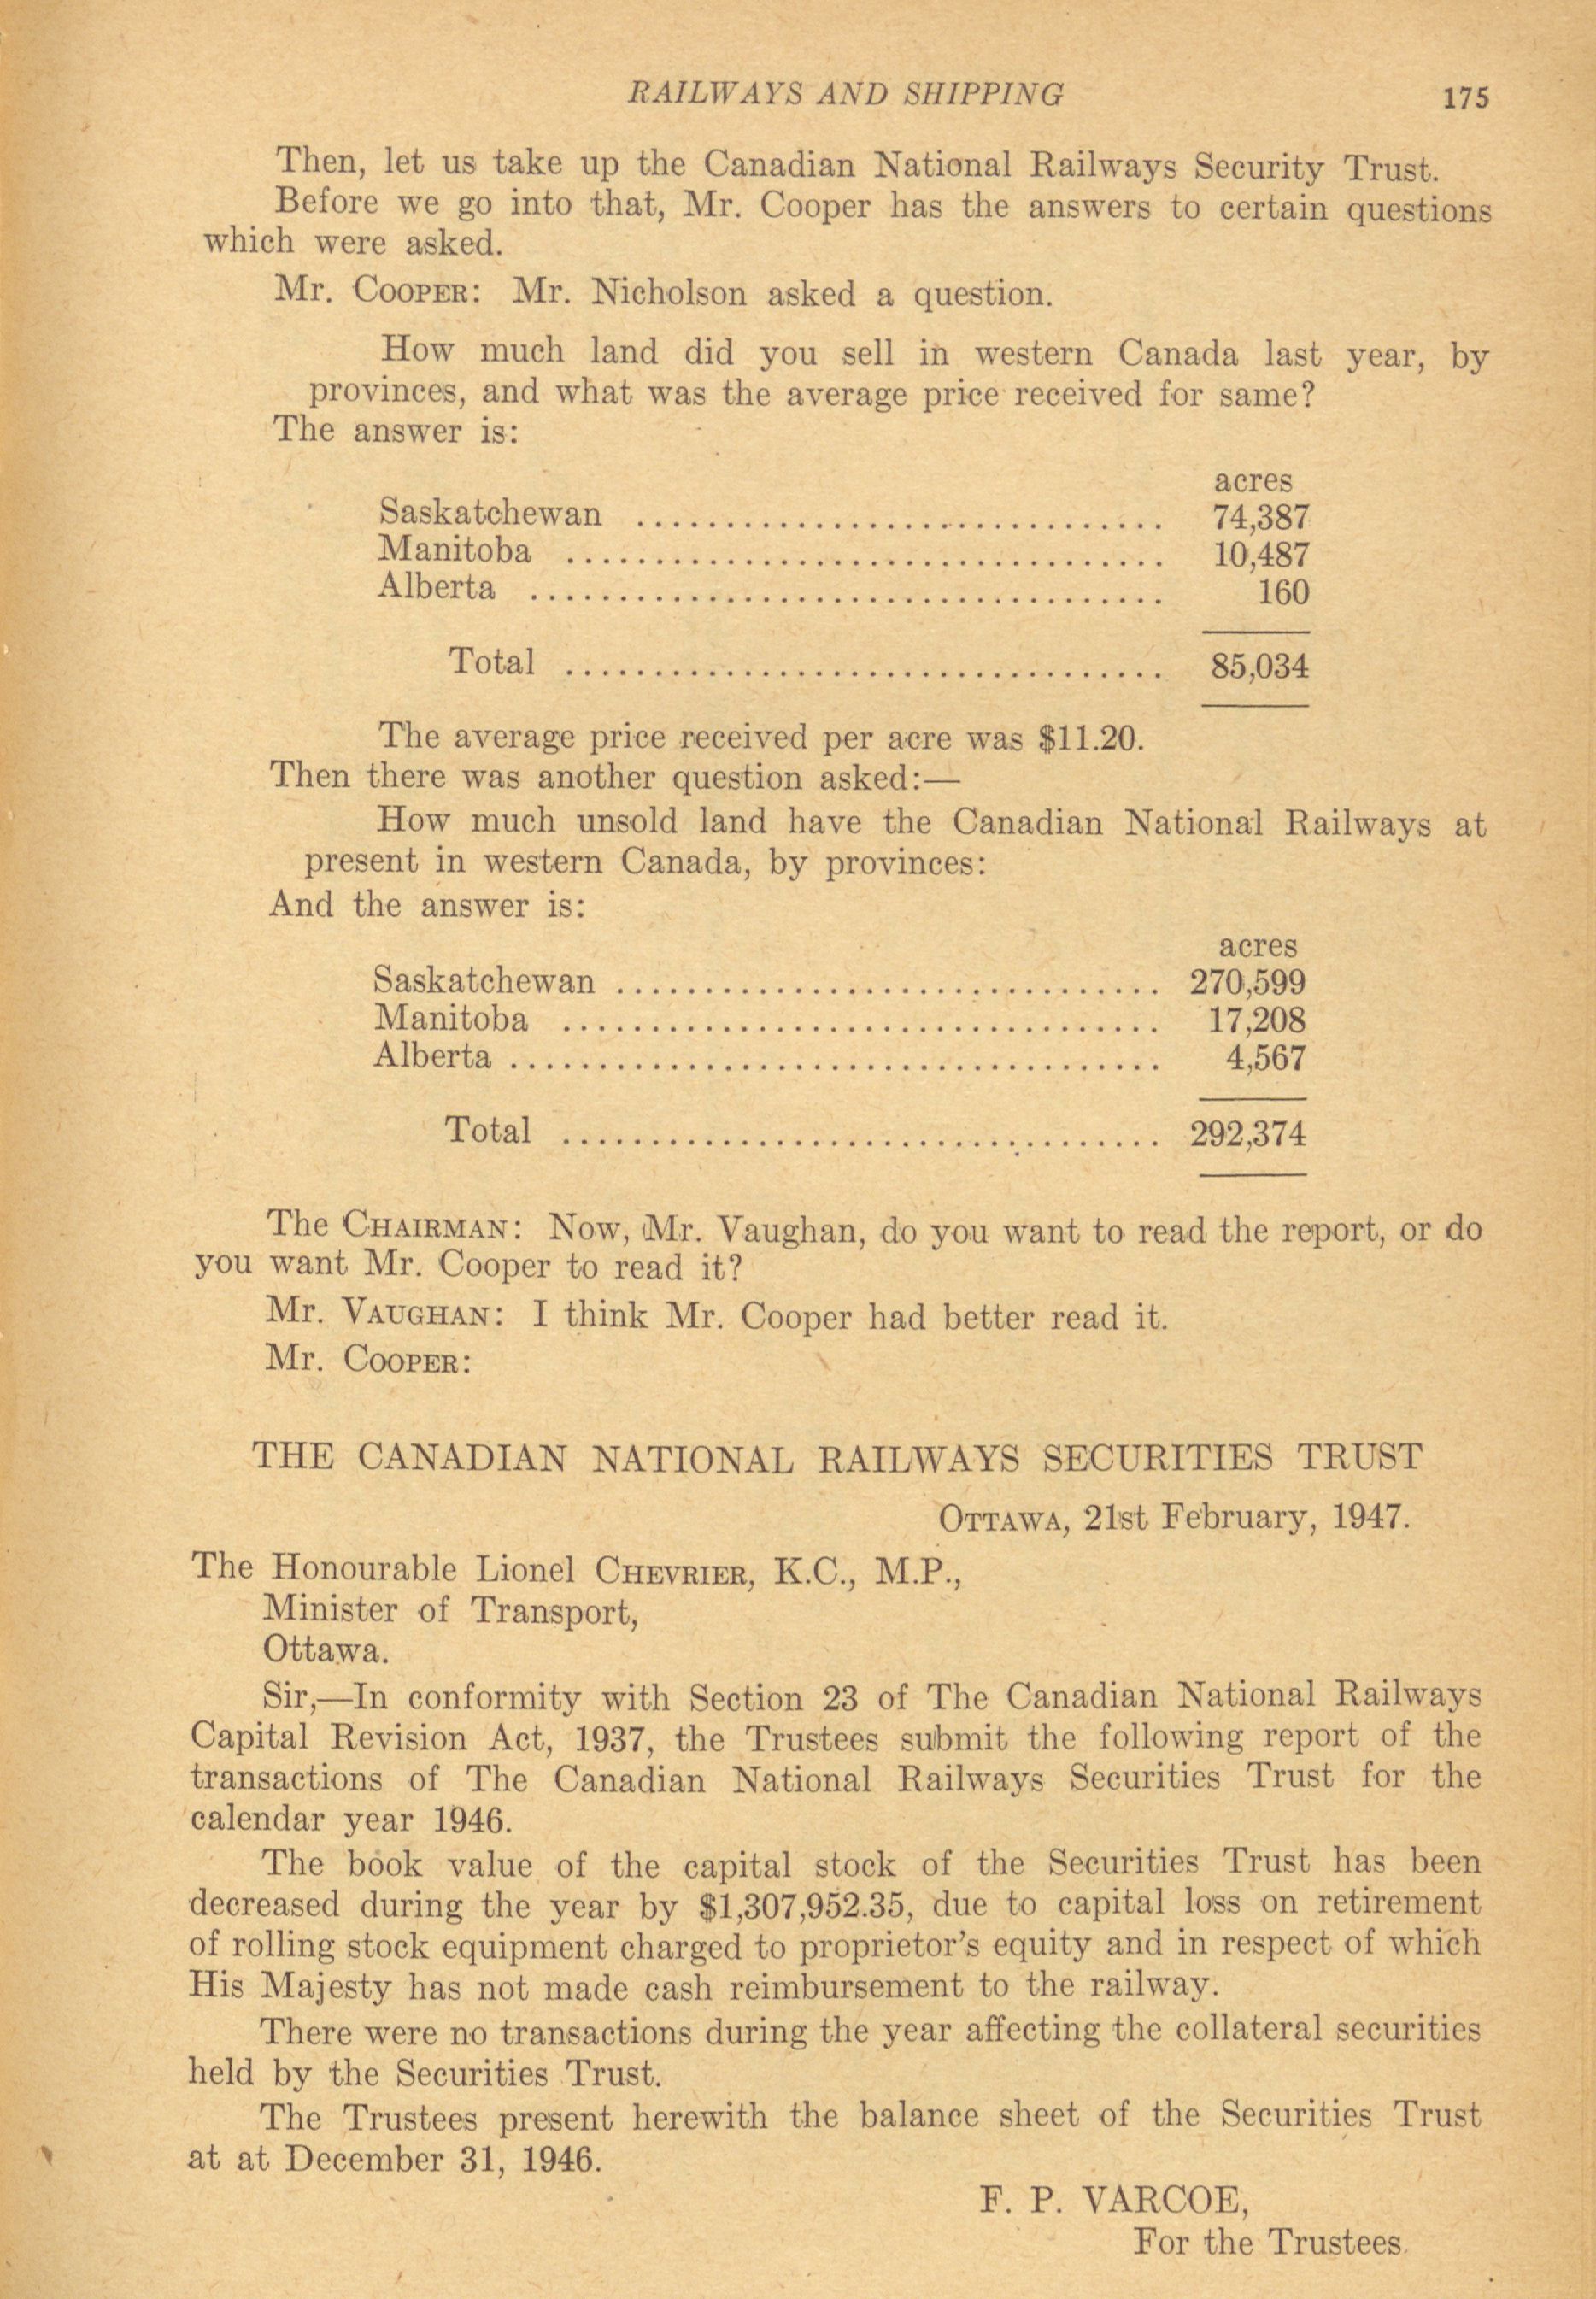 RAILWAYS AND SHIPPING 175
Then, let us take up the Canadian National Railways Security Trust.
Before we go into that, Mr. Cooper has the answers to certain questions
which were asked.
Mr. COOPER: Mr. Nicholson asked a question.
How much land did you sell in western Canada last year, by
provinces, and what was the average price received for same?
The answer is:
acres
Saskatchewan .............................. 74,387
Manitoba .................................. 10,487
Alberta .................................... 160
Total .................................. 85,034
The average price received per acre was $11.20.
Then there was another question asked:—
How much unsold land have the Canadian National Railways at
present in western Canada, by provinces:
And the answer is:
acres
Saskatchewan ............................... 270,599
Manitoba .................................. 17,208
Alberta ..................................... 4,567
Total .................................. 292,374
The CHAIRMAN: Now, Mr. Vaughan, do you want to read the report, or do
you want Mr. Cooper to read it?
Mr. VAUGHAN: I think Mr. Cooper had better read it.
Mr. COOPER:
THE CANADIAN NATIONAL RAILWAYS SECURITIES TRUST
OTTAWA, 21st February, 1947.
The Honourable Lionel CHEVRIER, K.C., M.P.,
Minister of Transport,
Ottawa.
Sir,—In conformity with Section 23 of The Canadian National Railways
Capital Revision Act, 1937, the Trustees submit the following report of the
transactions of The Canadian National Railways Securities Trust for the
calendar year 1946.
The book value of the capital stock of the Securities Trust has been
decreased during the year by $1,307,952.35, due to capital loss on retirement
of rolling stock equipment charged to proprietor's equity and in respect of which
His Majesty has not made cash reimbursement to the railway.
There were no transactions during the year affecting the collateral securities
held by the Securities Trust.
The Trustees present herewith the balance sheet of the Securities Trust
at at December 31, 1946.
F. P. VARCOE,
For the Trustees.